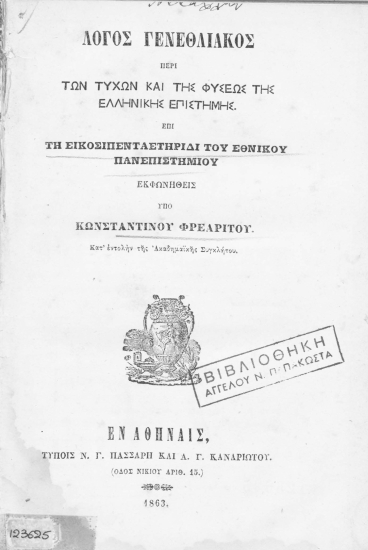 ΛΟΓΟΣ ΓΕΝΕΘΛΙΑΚΟΣ
ΠΕΡΙ
ΤΩΝ ΤΥΧΩΝ ΚΑΙ ΤΗΣ ΦΥΣΕΩΣ ΤΗΣ
ΕΛΛΗΝΙΚΗΣ ΕΠΙΣΤΗΜΗΣ.
ΕΠΙ
ΤΗ ΕΙΚΟΣΙΠΕΝΤΑΕΤΗΡΙΔΙ ΤΟΥ ΕΘΝΙΚΟΥ
ΠΑΝΕΠΙΣΤΗΜΙΟΥ
ΕΚΦΩΝΗΘΕΙΣ
ΥΠΟ
ΚΩΝΣΤΑΝΤΙΝΟΥ ΦΡΕΑΡΙΤΟΥ.
Κατ' ἐντολὴν τῆς Ἀκαδημαϊκῆς Συγκλήτου.
ΒΙΒΛΙΟΘΗΚΗ
ΑΓΓΕΛΟΥ Ν. ΠΑΠΑΚΩΣΤΑ
ΕΝ ΑΘΗΝΑΙΣ,
ΤΥΠΟΙΣ Ν. Γ. ΠΑΣΣΑΡΗ ΚΑΙ Α. Γ. ΚΑΝΑΡΙΩΤΟΥ.
(ΟΔΟΣ ΝΙΚΙΟΥ ΑΡΙΘ. 15.)
1863.
123625